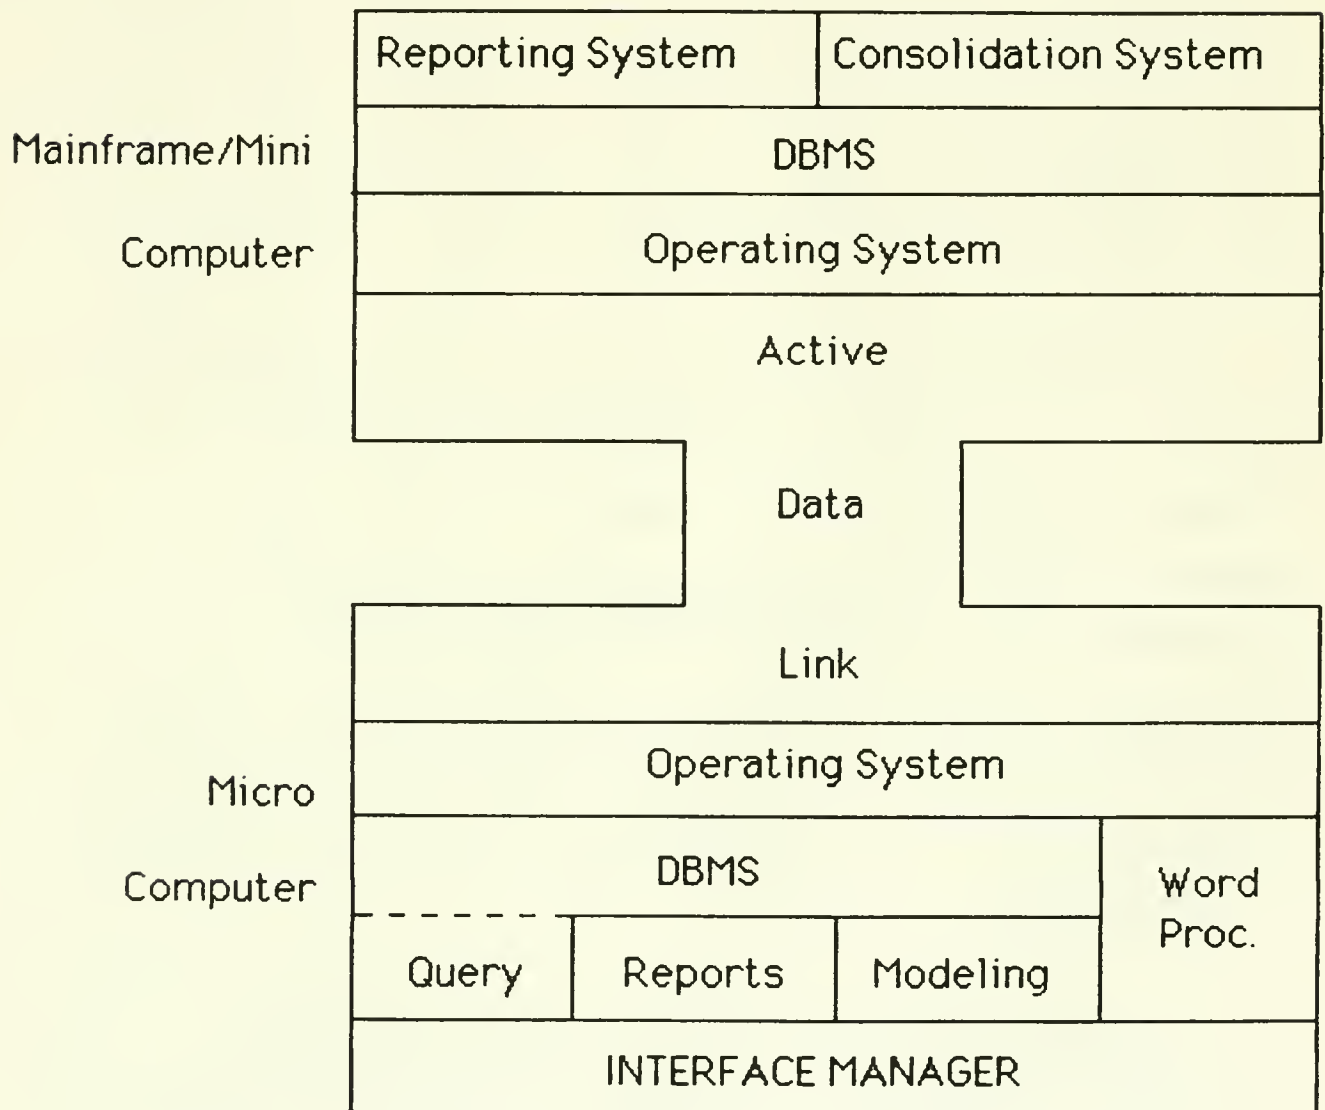 Reporting System
Consolidation System
Mainframe/Mini
DBMS
Computer
Operating System
Active
Data
Link
Operating System
Micro
DBMS
Computer
Word
Proc.
Query
Reports
Modeling
INTERFACE MANAGER